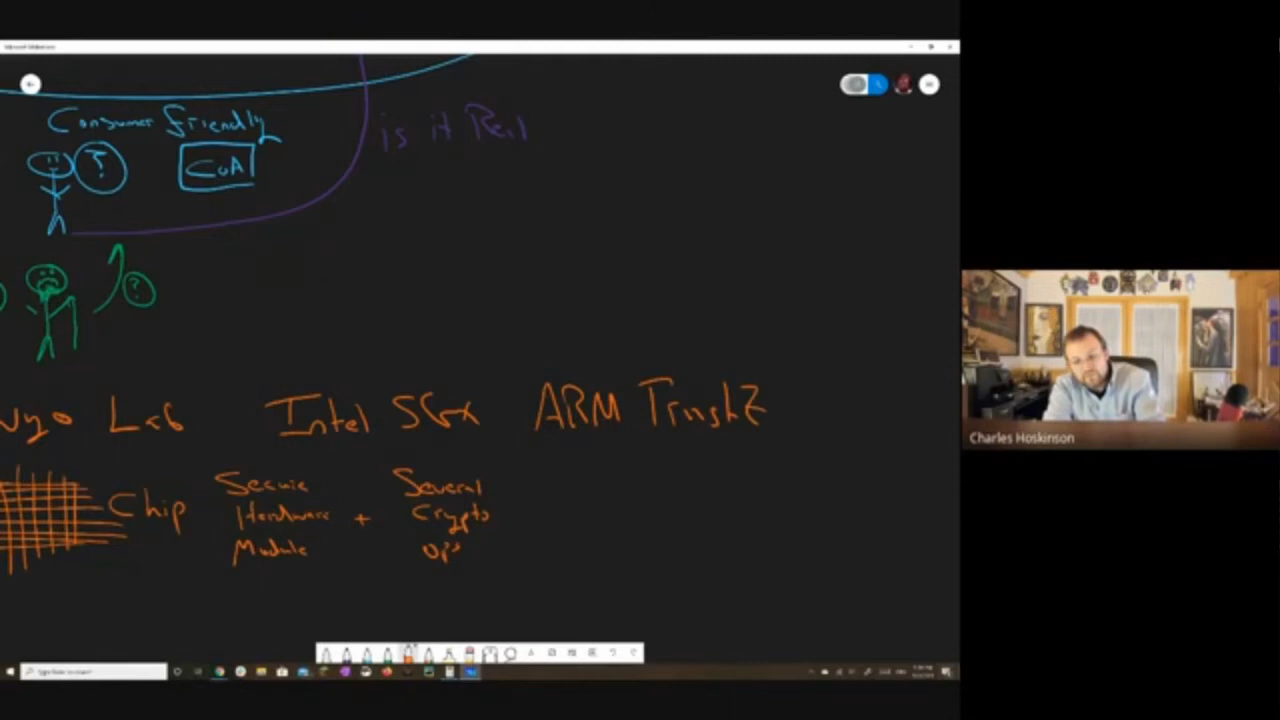 Consumer Friendly
?
CoA
is it Real
?
Lab
Intel SGX
ARM TrustZ
Chip
Secure
Hardware
Module
+
Several
Crypto
Ops
Charles Hoskinson